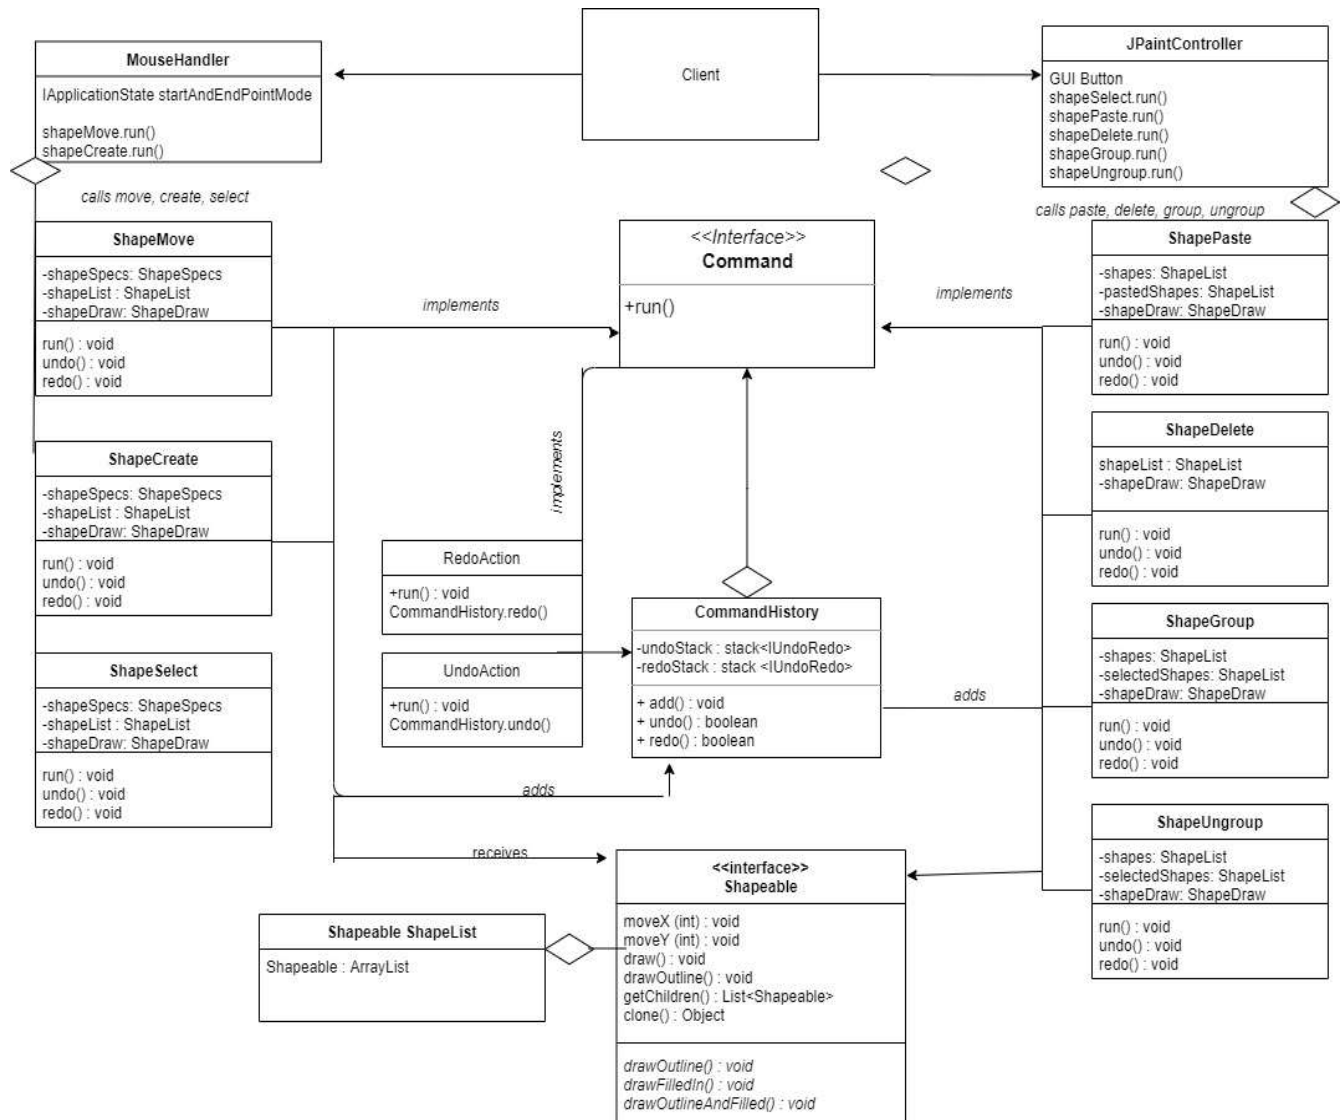 MouseHandler
IApplicationState startAndEndPointMode
shapeMove.run()
shapeCreate.run()
calls move, create, select
Client
JPaintController
GUI Button
shapeSelect.run()
shapePaste.run()
shapeDelete.run()
shapeGroup.run()
shapeUngroup.run()
calls paste, delete, group, ungroup
ShapeMove
-shapeSpecs: ShapeSpecs
-shapeList : ShapeList
-shapeDraw: ShapeDraw
run() : void
undo() : void
redo() : void
implements
<<Interface>>
Command
+run()
implements
ShapePaste
-shapes: ShapeList
-pastedShapes: ShapeList
-shapeDraw: ShapeDraw
run() : void
undo() : void
redo() : void
ShapeCreate
-shapeSpecs: ShapeSpecs
-shapeList : ShapeList
-shapeDraw: ShapeDraw
run() : void
undo() : void
redo() : void
implements
ShapeDelete
shapeList : ShapeList
-shapeDraw: ShapeDraw
run() : void
undo() : void
redo() : void
RedoAction
+run() : void
CommandHistory.redo()
UndoAction
+run() : void
CommandHistory.undo()
CommandHistory
-undoStack : stack<IUndoRedo>
-redoStack : stack <IUndoRedo>
+ add() : void
+ undo() : boolean
+ redo() : boolean
adds
ShapeGroup
-shapes: ShapeList
-selectedShapes: ShapeList
-shapeDraw: ShapeDraw
run() : void
undo() : void
redo() : void
ShapeSelect
-shapeSpecs: ShapeSpecs
-shapeList : ShapeList
-shapeDraw: ShapeDraw
run() : void
undo() : void
redo() : void
adds
receives
ShapeUngroup
-shapes: ShapeList
-selectedShapes: ShapeList
-shapeDraw: ShapeDraw
run() : void
undo() : void
redo() : void
Shapeable ShapeList
Shapeable : ArrayList
<<interface>>
Shapeable
moveX (int) : void
moveY (int) : void
draw() : void
drawOutline() : void
getChildren() : List<Shapeable>
clone() : Object
drawOutline() : void
drawFilledIn() : void
drawOutlineAndFilled() : void